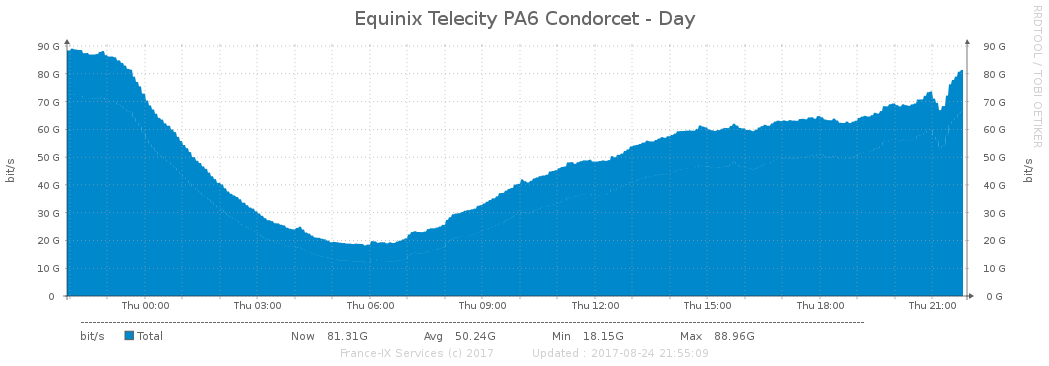 Equinix Telecity PA6 Condorcet - Day
RRDTOOL / TOBI OETIKER
90 G 90 G
80 G 80 G
70 G 70 G
60 G 60 G
50 G 50 G
40 G 40 G
30 G 30 G
20 G 20 G
10 G 10 G
0 0 G
bit/s bit/s
Thu 00:00 Thu 03:00 Thu 06:00 Thu 09:00 Thu 12:00 Thu 15:00 Thu 18:00 Thu 21:00
bit/s Total Now 81.31G Avg 50.24G Min 18.15G Max 88.96G
France-IX Services (c) 2017 Updated : 2017-08-24 21:55:09